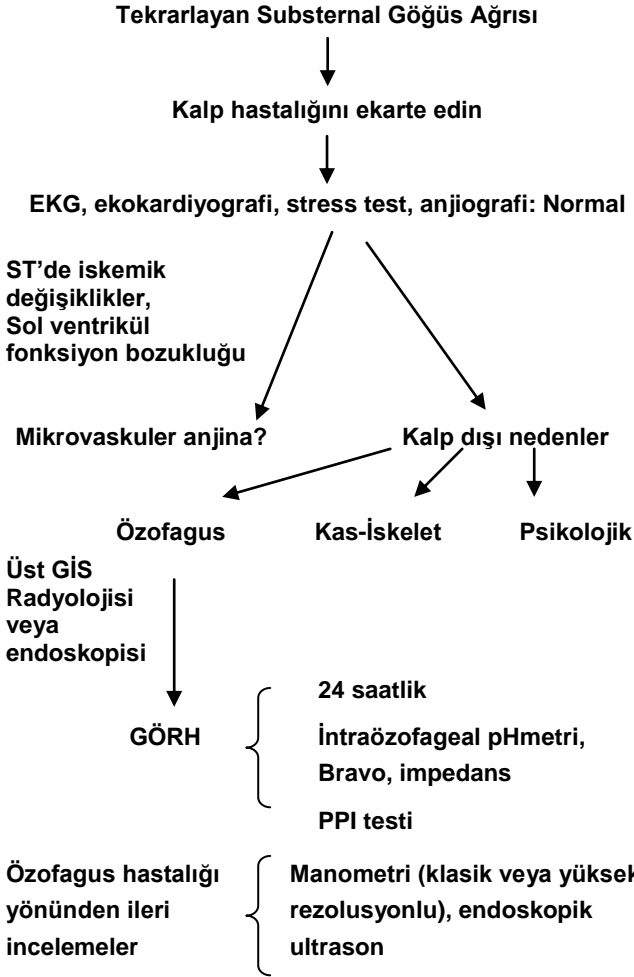 Tekrarlayan Substernal Göğüs Ağrısı
Kalp hastalığını ekarte edin
EKG, ekokardiyografi, stress test, anjiografi: Normal
ST'de iskemik
değişiklikler,
Sol ventrikül
fonksiyon bozukluğu
Mikrovaskuler anjina?
Kalp dışı nedenler
Özofagus
Kas-İskelet
Psikolojik
Üst GİS
Radyolojisi
veya
endoskopisi
GÖRH
24 saatlik
İntraözofageal pHmetri,
Bravo, impedans
PPI testi
Özofagus hastalığı
yönünden ileri
incelemeler
Manometri (klasik veya yüksek
rezolusyonlu), endoskopik
ultrason